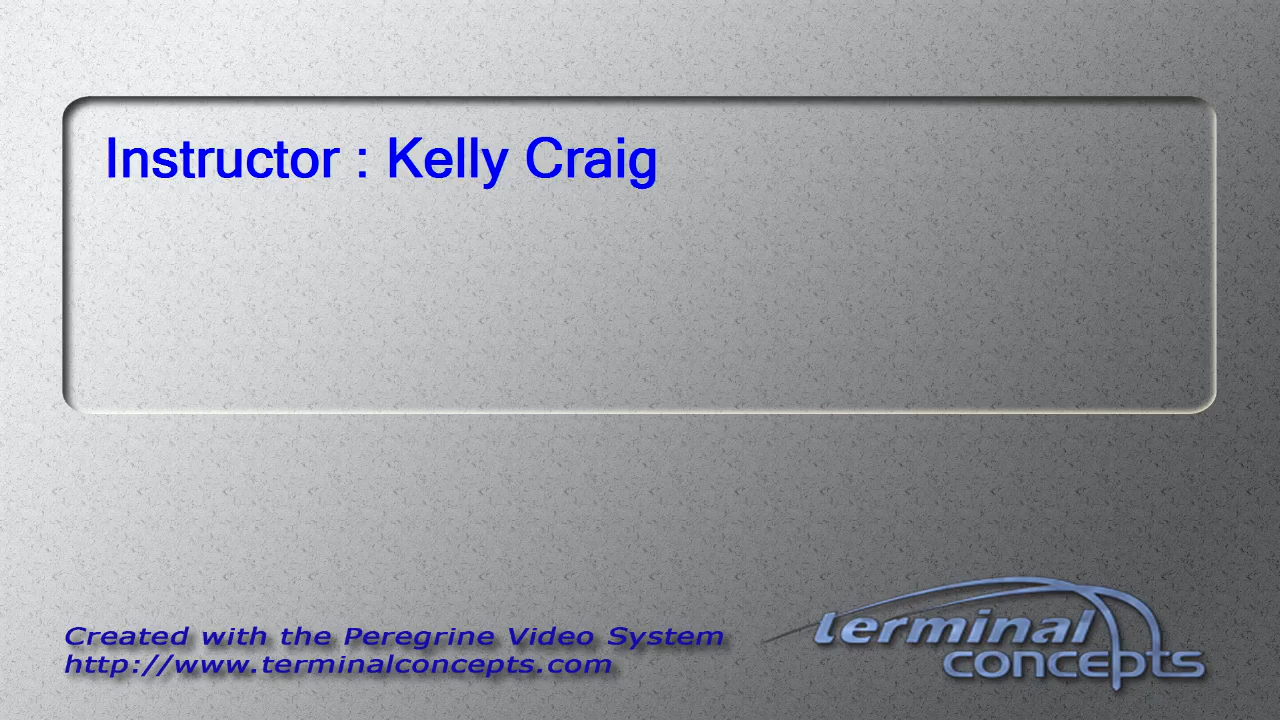 Instructor : Kelly Craig
Created with the Peregrine Video System
http://www.terminalconcepts.com
terminal
concepts